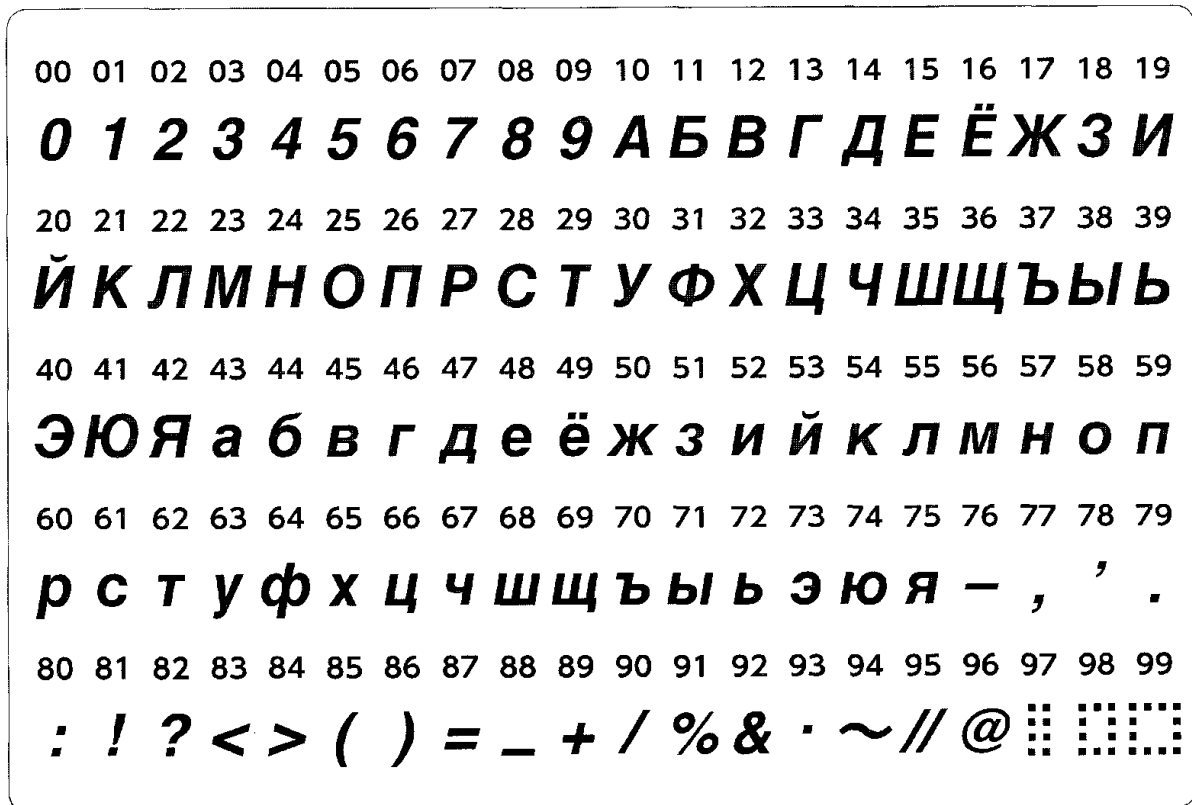 00 01 02 03 04 05 06 07 08 09 10 11 12 13 14 15 16 17 18 19
0 1 2 3 4 5 6 7 8 9 А Б В Г Д Е Ё Ж З И
20 21 22 23 24 25 26 27 28 29 30 31 32 33 34 35 36 37 38 39
Й К Л М Н О П Р С Т У Ф Х Ц Ч Ш Щ Ъ Ы Ь
40 41 42 43 44 45 46 47 48 49 50 51 52 53 54 55 56 57 58 59
Э Ю Я а б в г д е ё ж з и й к л м н о п
60 61 62 63 64 65 66 67 68 69 70 71 72 73 74 75 76 77 78 79
р с т у ф х ц ч ш щ ъ ы ь э ю я – , ’ .
80 81 82 83 84 85 86 87 88 89 90 91 92 93 94 95 96 97 98 99
: ! ? < > ( ) = _ + / % & · ~ // @